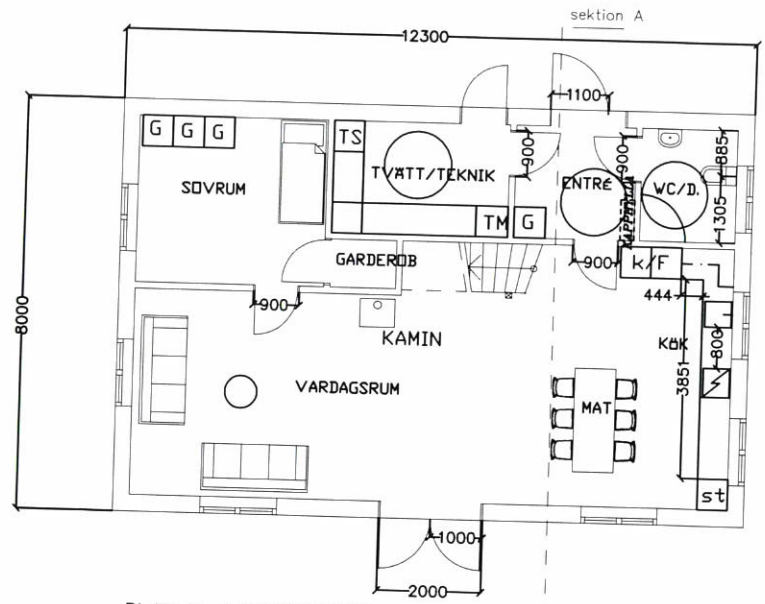 sektion A
12300
1100
G G G
TS
900
900
885
TVÄTT/TEKNIK
SOVRUM
ENTRÉ
WC/D.
KAPPHYLLA
1305
TM
G
GARDEROB
900
K/F
444
900
8000
KAMIN
KÖK
800
3851
VARDAGSRUM
MAT
st
1000
2000